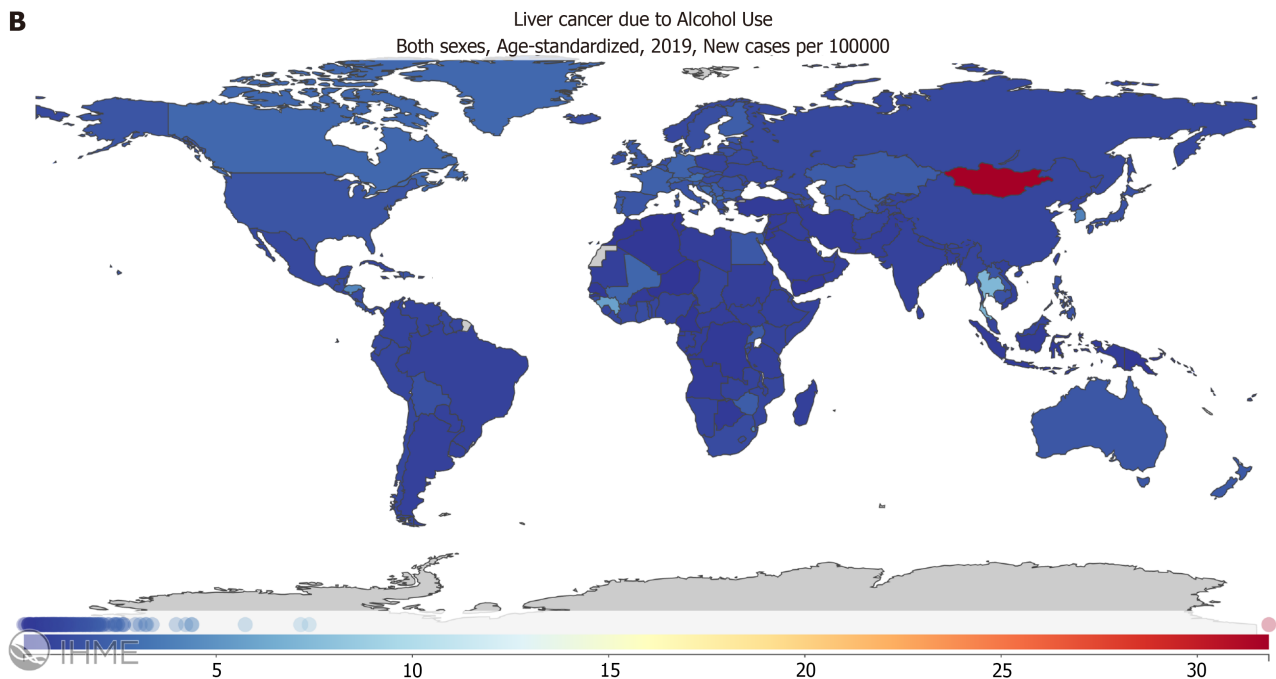 B
Liver cancer due to Alcohol Use
Both sexes, Age-standardized, 2019, New cases per 100000
IHME
5 10 15 20 25 30